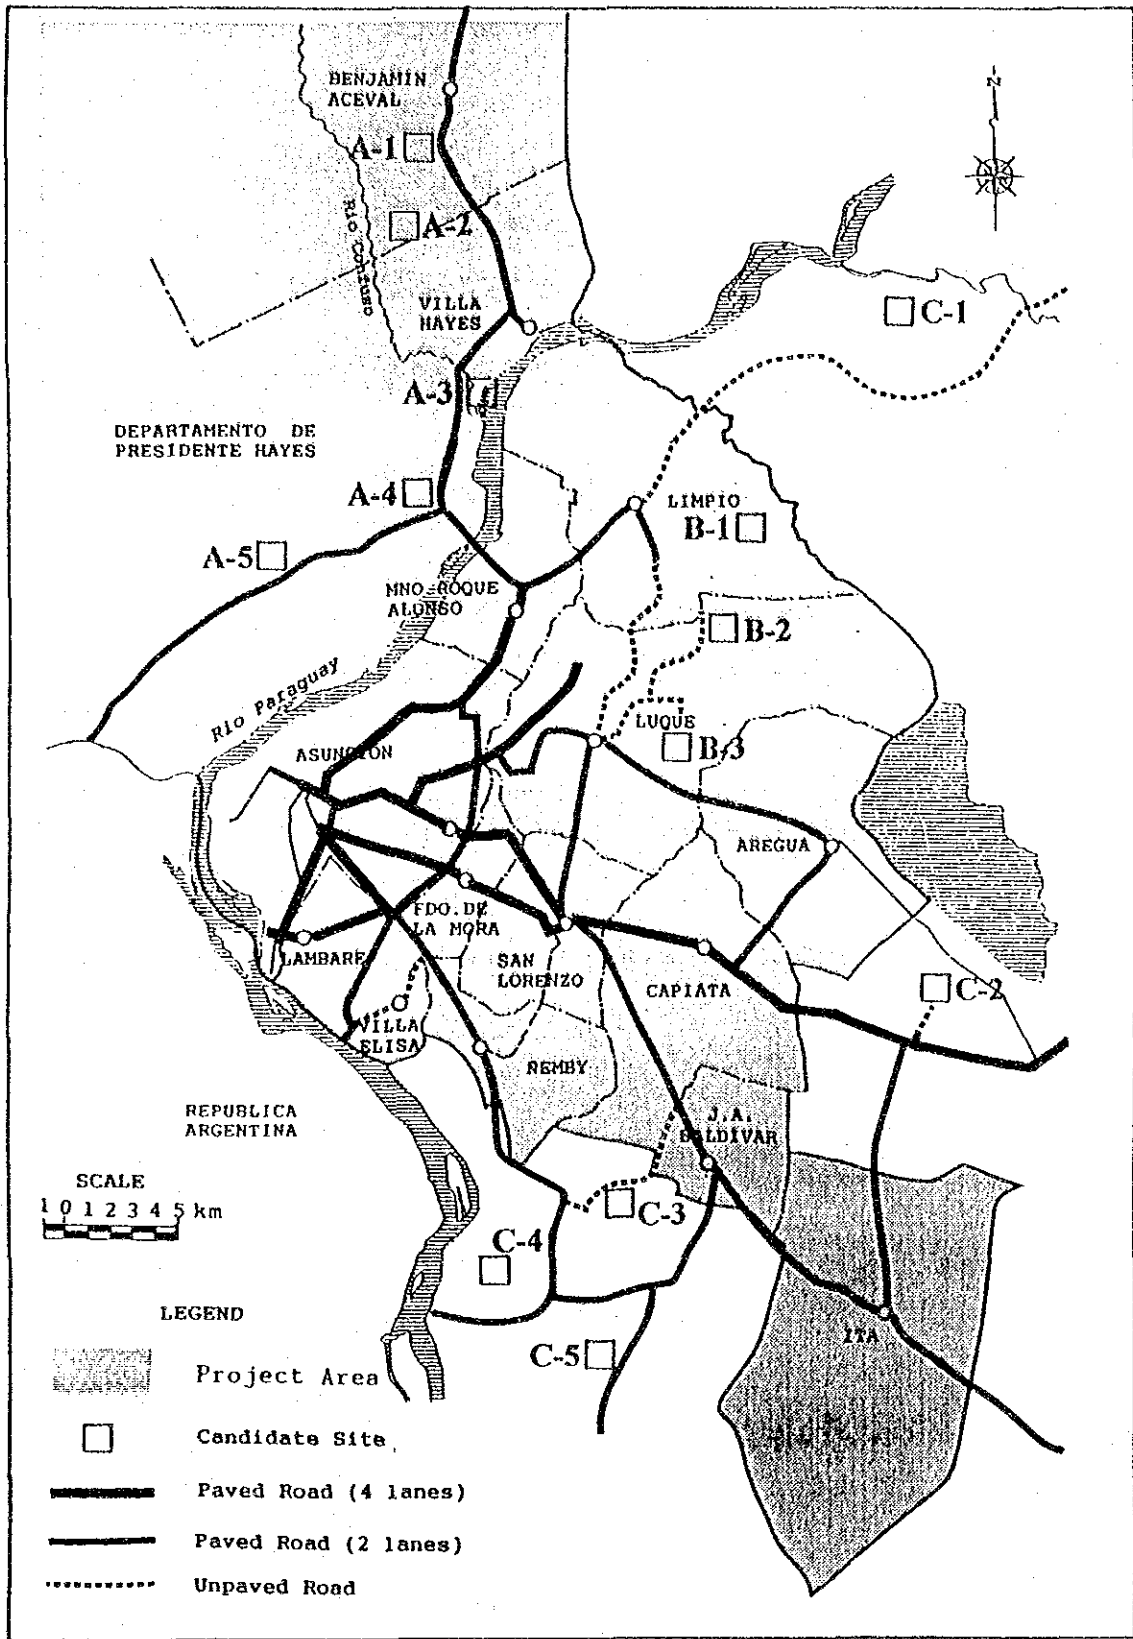 BENJAMIN
ACEVAL
N
A-1
A-2
Rio Confuso
VILLA
HAYES
C-1
A-3
DEPARTAMENTO DE
PRESIDENTE HAYES
A-4
LIMPIO
B-1
A-5
MNO. ROQUE
ALONSO
B-2
Rio Paraguay
LUQUE
B-3
ASUNCION
AREGUA
FDO. DE
LA MORA
LAMBARE
SAN
LORENZO
CAPIATA
C-2
VILLA
ELISA
ÑEMBY
REPUBLICA
ARGENTINA
J.A.
SALDIVAR
SCALE
1 0 1 2 3 4 5 km
C-3
C-4
LEGEND
ITA
C-5
Project Area
Candidate Site
Paved Road (4 lanes)
Paved Road (2 lanes)
Unpaved Road